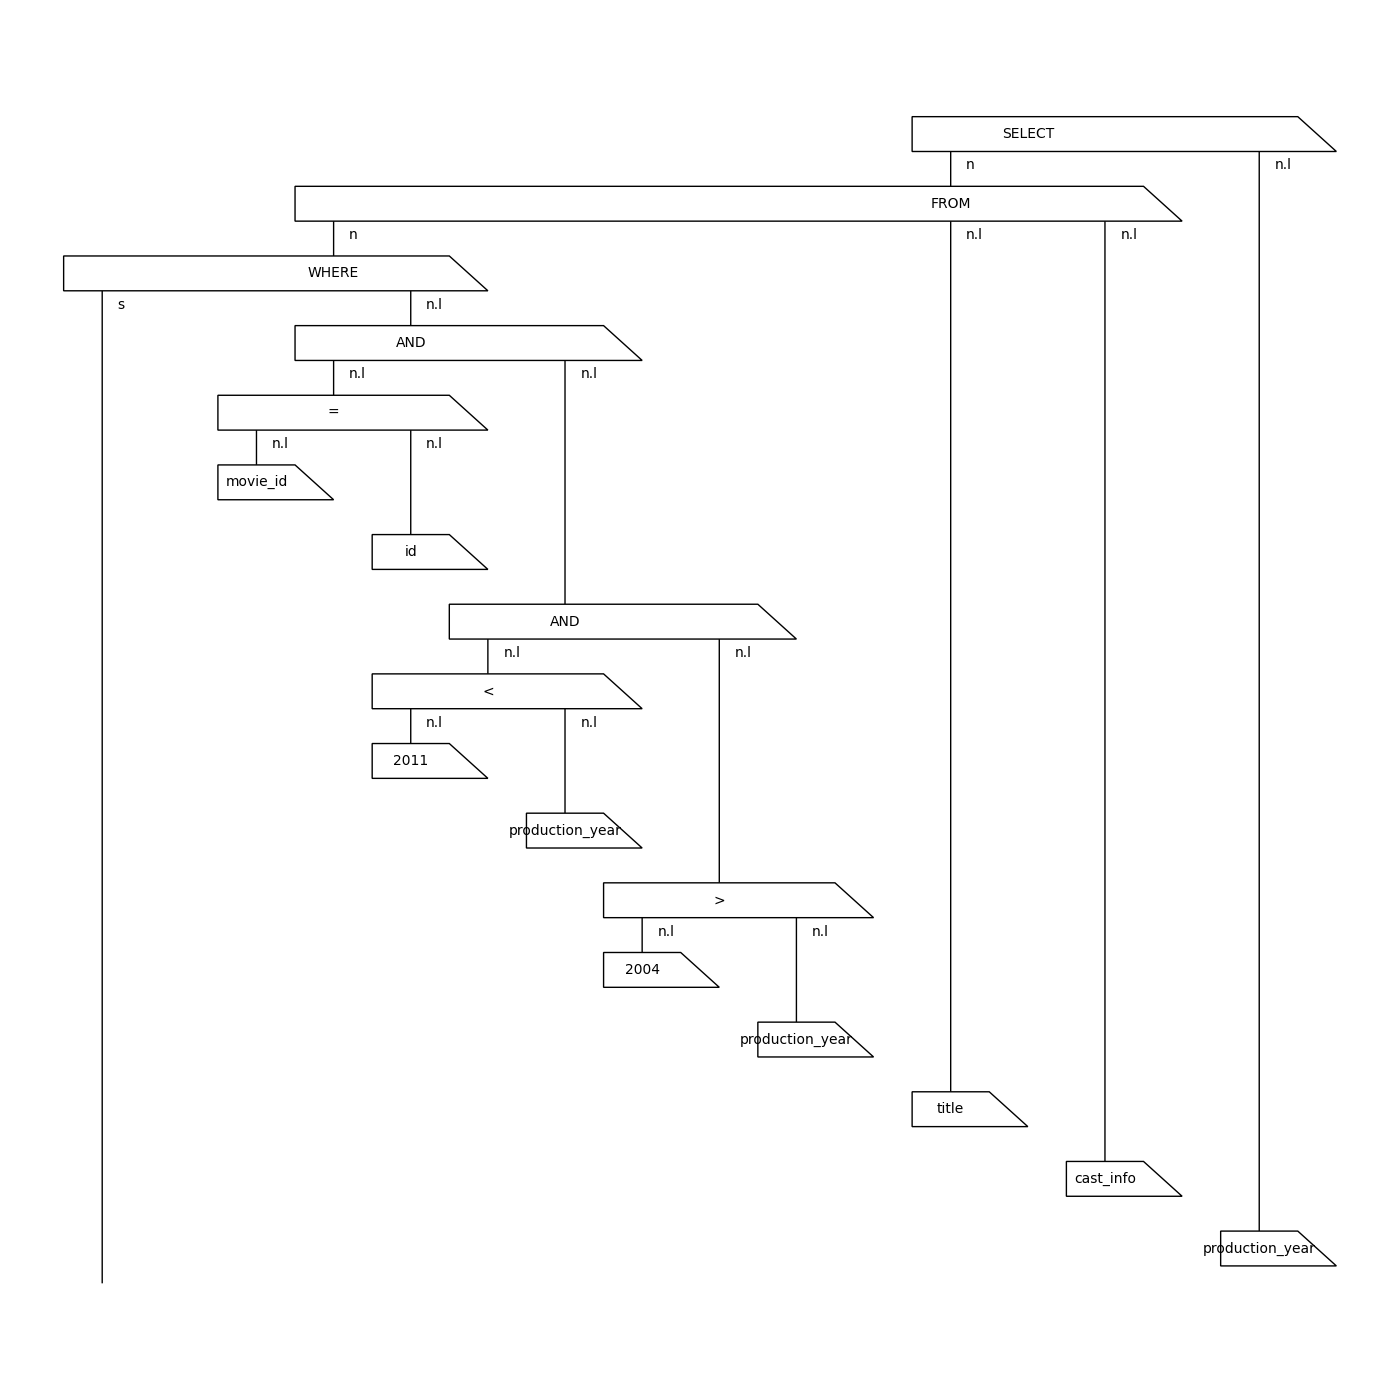 SELECT
n n.l
FROM
n n.l n.l
WHERE
s n.l
AND
n.l n.l
=
n.l n.l
movie_id
id
AND
n.l n.l
<
n.l n.l
2011
production_year
>
n.l n.l
2004
production_year
title
cast_info
production_year